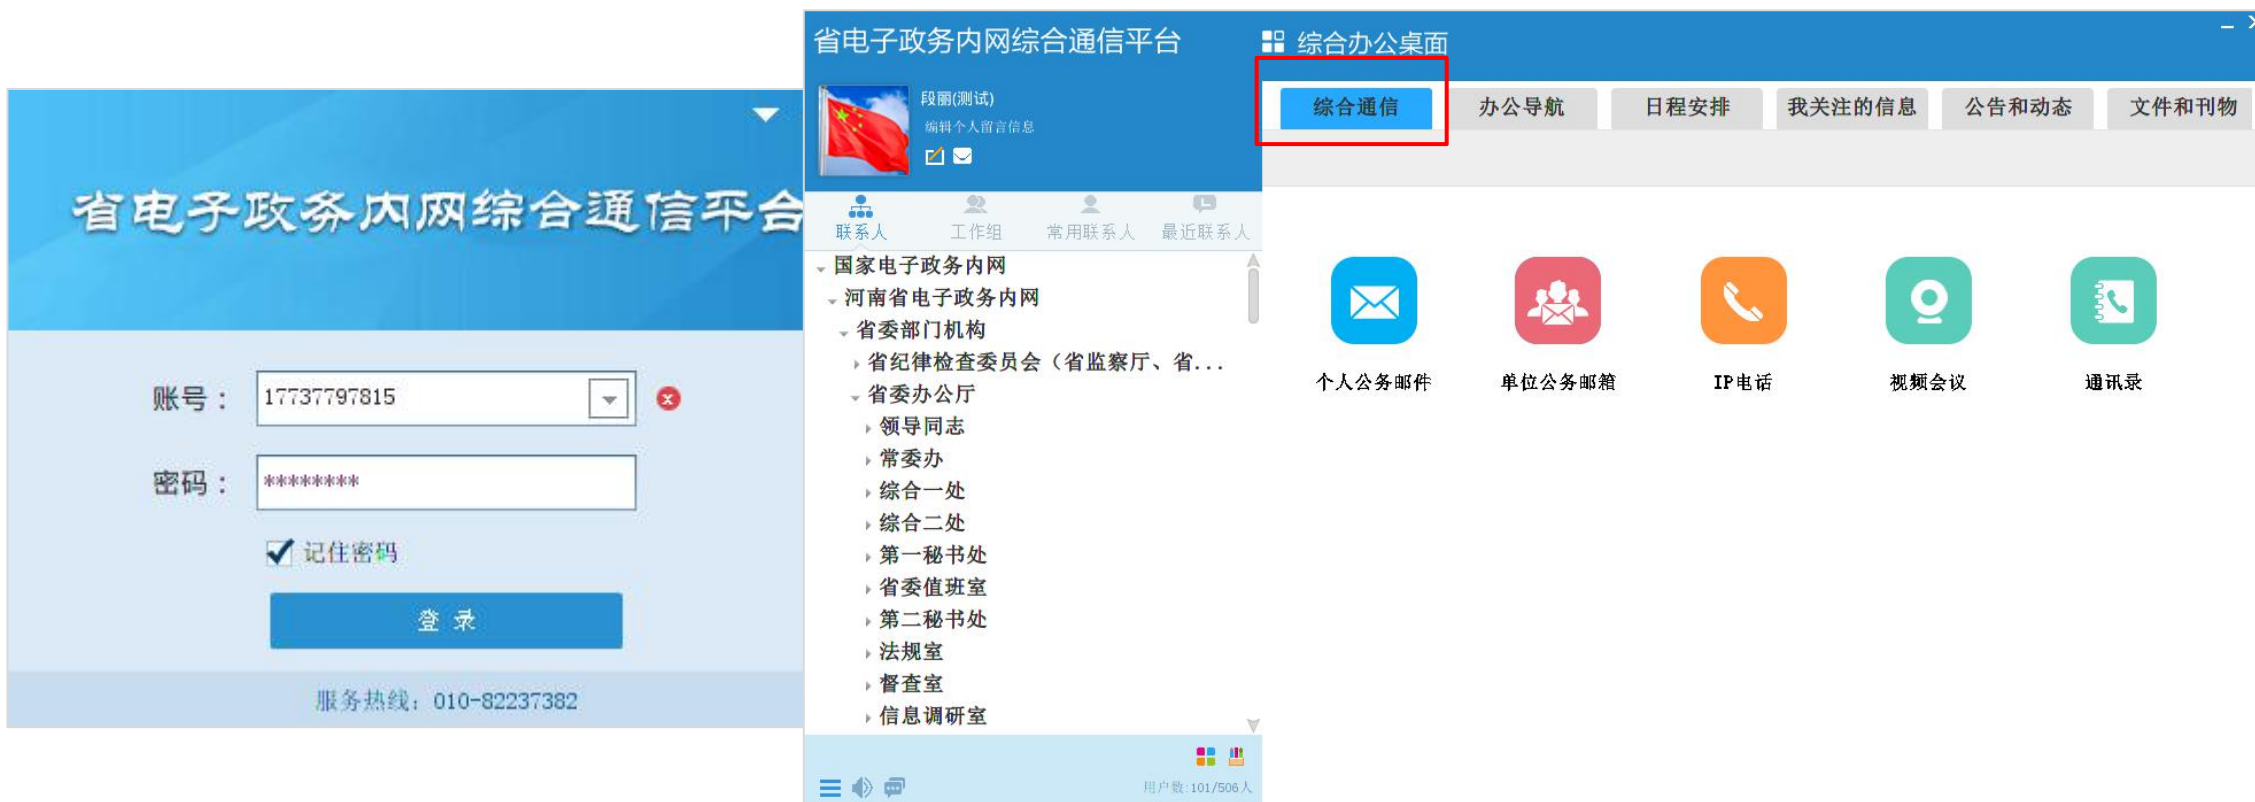 省电子政务内网综合通信平台
账号：
17737797815
密码：
********
记住密码
登 录
服务热线：010-82237382
省电子政务内网综合通信平台
段丽(测试)
编辑个人留言信息
联系人
工作组
常用联系人
最近联系人
国家电子政务内网
河南省电子政务内网
省委部门机构
省纪律检查委员会（省监察厅、省...
省委办公厅
领导同志
常委办
综合一处
综合二处
第一秘书处
省委值班室
第二秘书处
法规室
督查室
信息调研室
用户数:101/506人
综合办公桌面
综合通信
办公导航
日程安排
我关注的信息
公告和动态
文件和刊物
个人公务邮件
单位公务邮箱
IP电话
视频会议
通讯录